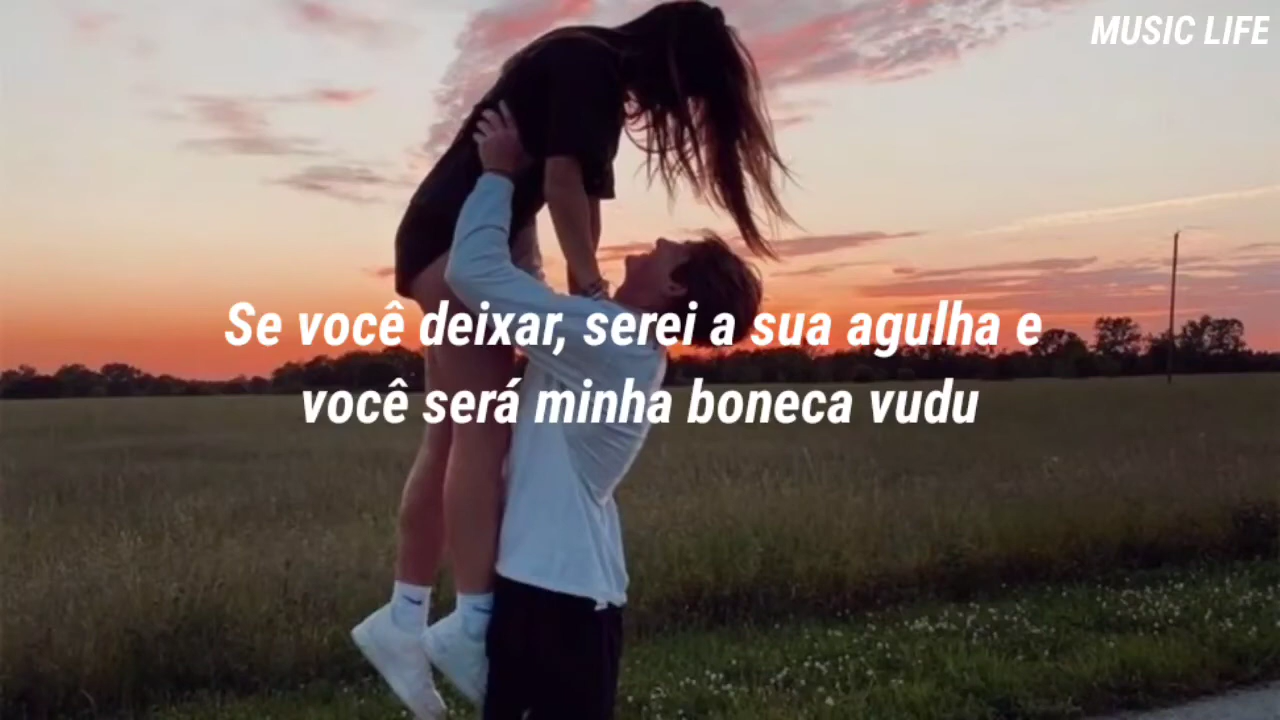 MUSIC LIFE
Se você deixar, serei a sua agulha e
você será minha boneca vudu